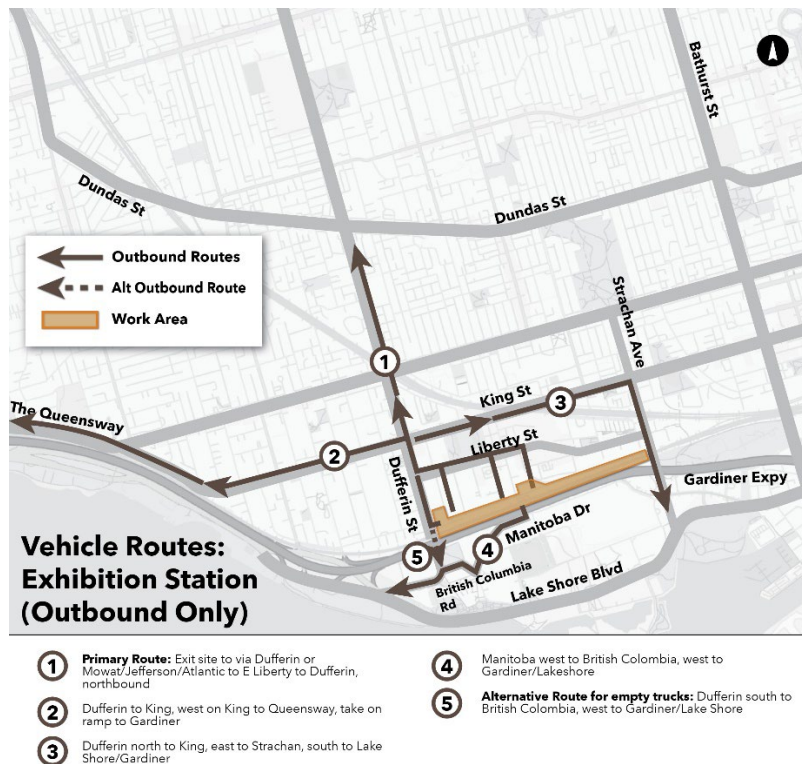 Bathurst St
Dundas St
Dundas St
Outbound Routes
Alt Outbound Route
Work Area
Strachan Ave
1
King St
3
The Queensway
2
Liberty St
Dufferin St
Gardiner Expy
Manitoba Dr
5
4
British Columbia
Rd
Lake Shore Blvd
Vehicle Routes:
Exhibition Station
(Outbound Only)
1
Primary Route: Exit site to via Dufferin or
Mowat/Jefferson/Atlantic to E Liberty to Dufferin,
northbound
2
Dufferin to King, west on King to Queensway, take on
ramp to Gardiner
3
Dufferin north to King, east to Strachan, south to Lake
Shore/Gardiner
4
Manitoba west to British Colombia, west to
Gardiner/Lakeshore
5
Alternative Route for empty trucks: Dufferin south to
British Colombia, west to Gardiner/Lake Shore